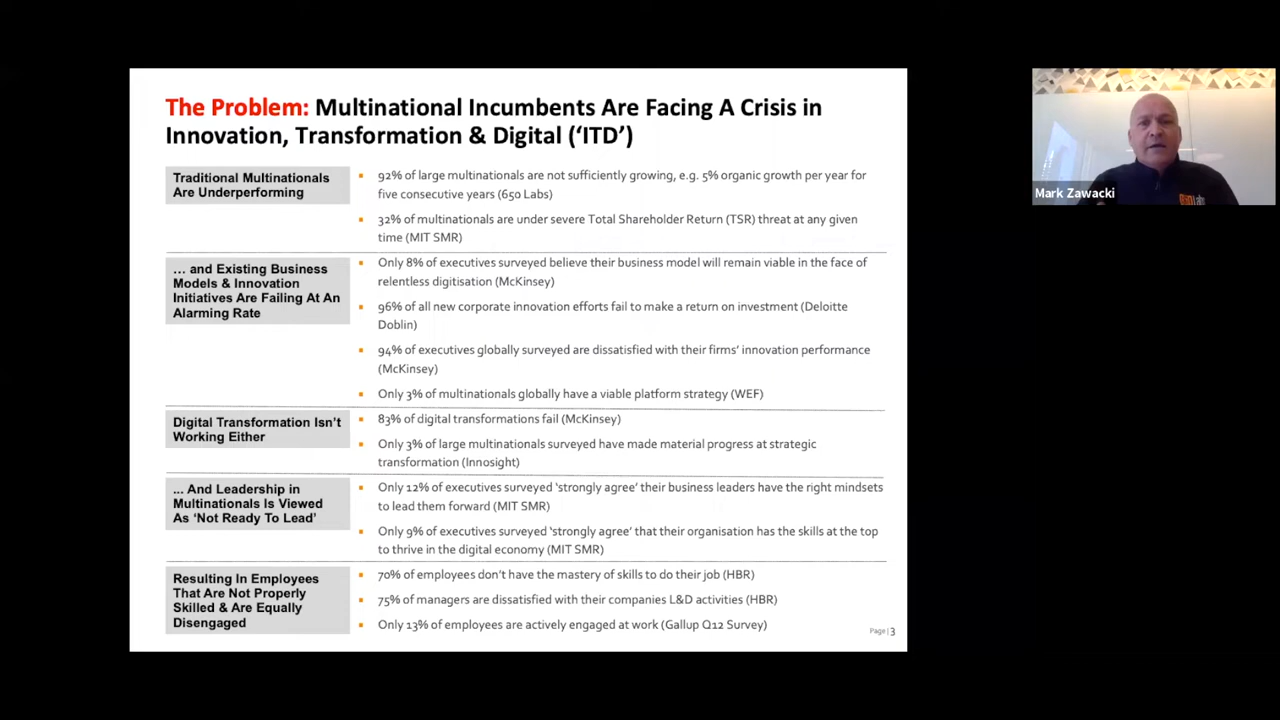 The Problem: Multinational Incumbents Are Facing A Crisis in
Innovation, Transformation & Digital (‘ITD’)
Traditional Multinationals
Are Underperforming
92% of large multinationals are not sufficiently growing, e.g. 5% organic growth per year for
five consecutive years (650 Labs)
32% of multinationals are under severe Total Shareholder Return (TSR) threat at any given
time (MIT SMR)
… and Existing Business
Models & Innovation
Initiatives Are Failing At An
Alarming Rate
Only 8% of executives surveyed believe their business model will remain viable in the face of
relentless digitisation (McKinsey)
96% of all new corporate innovation efforts fail to make a return on investment (Deloitte
Doblin)
94% of executives globally surveyed are dissatisfied with their firms’ innovation performance
(McKinsey)
Only 3% of multinationals globally have a viable platform strategy (WEF)
Digital Transformation Isn’t
Working Either
83% of digital transformations fail (McKinsey)
Only 3% of large multinationals surveyed have made material progress at strategic
transformation (Innosight)
... And Leadership in
Multinationals Is Viewed
As ‘Not Ready To Lead’
Only 12% of executives surveyed ‘strongly agree’ their business leaders have the right mindsets
to lead them forward (MIT SMR)
Only 9% of executives surveyed ‘strongly agree’ that their organisation has the skills at the top
to thrive in the digital economy (MIT SMR)
Resulting In Employees
That Are Not Properly
Skilled & Are Equally
Disengaged
70% of employees don’t have the mastery of skills to do their job (HBR)
75% of managers are dissatisfied with their companies L&D activities (HBR)
Only 13% of employees are actively engaged at work (Gallup Q12 Survey)
Page | 3
Mark Zawacki